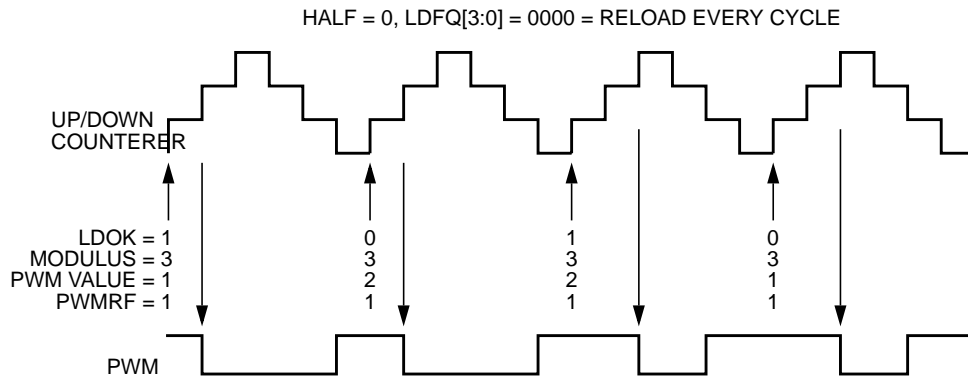 HALF = 0, LDFQ[3:0] = 0000 = RELOAD EVERY CYCLE
UP/DOWN
COUNTERER
LDOK = 1 0 1 0
MODULUS = 3 3 3 3
PWM VALUE = 1 2 2 1
PWMRF = 1 1 1 1
PWM